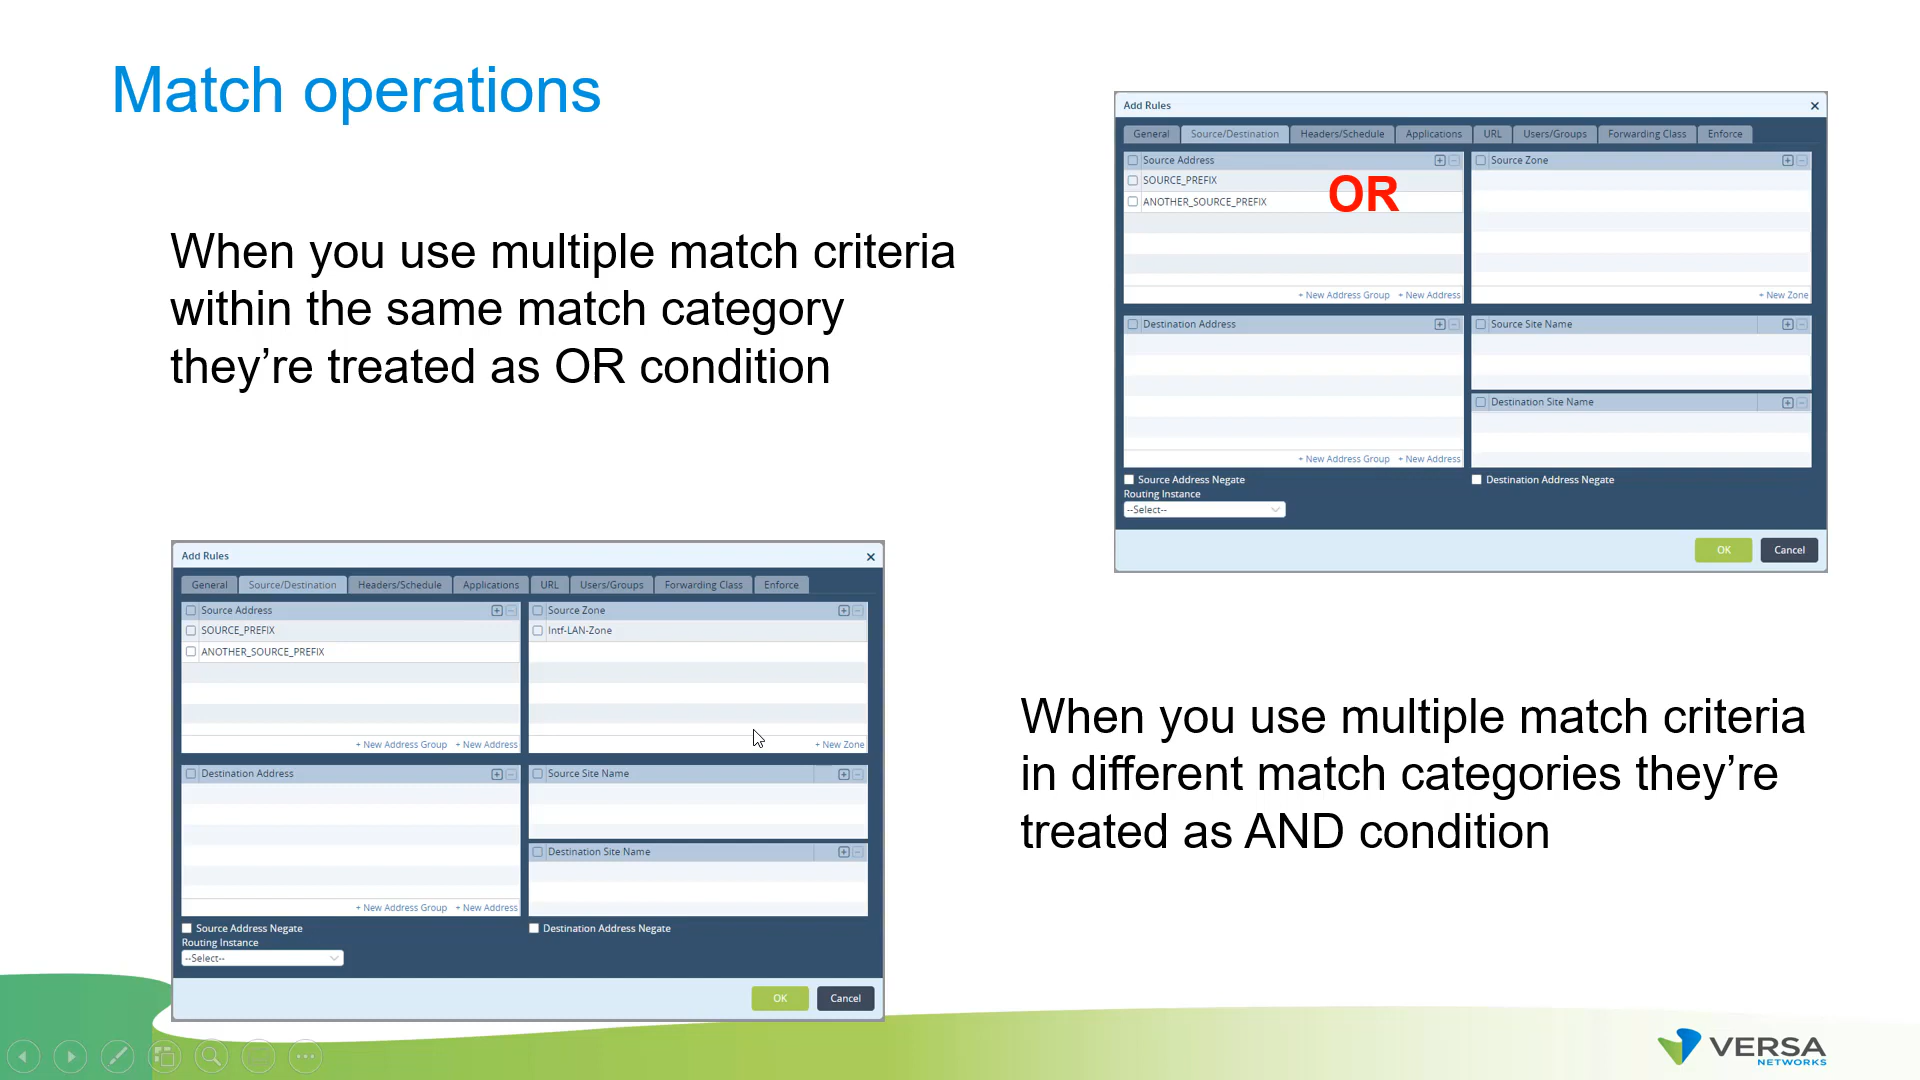 Match operations
When you use multiple match criteria
within the same match category
they’re treated as OR condition
Add Rules
General Source/Destination Headers/Schedule Applications URL Users/Groups Forwarding Class Enforce
Source Address Source Zone
SOURCE_PREFIX
ANOTHER_SOURCE_PREFIX
OR
+ New Address Group + New Address + New Zone
Destination Address Source Site Name
Destination Site Name
+ New Address Group + New Address
Source Address Negate Destination Address Negate
Routing Instance
--Select--
OK Cancel
Add Rules
General Source/Destination Headers/Schedule Applications URL Users/Groups Forwarding Class Enforce
Source Address Source Zone
SOURCE_PREFIX Intf-LAN-Zone
ANOTHER_SOURCE_PREFIX
+ New Address Group + New Address + New Zone
Destination Address Source Site Name
Destination Site Name
+ New Address Group + New Address
Source Address Negate Destination Address Negate
Routing Instance
--Select--
OK Cancel
When you use multiple match criteria
in different match categories they’re
treated as AND condition
VERSA
NETWORKS